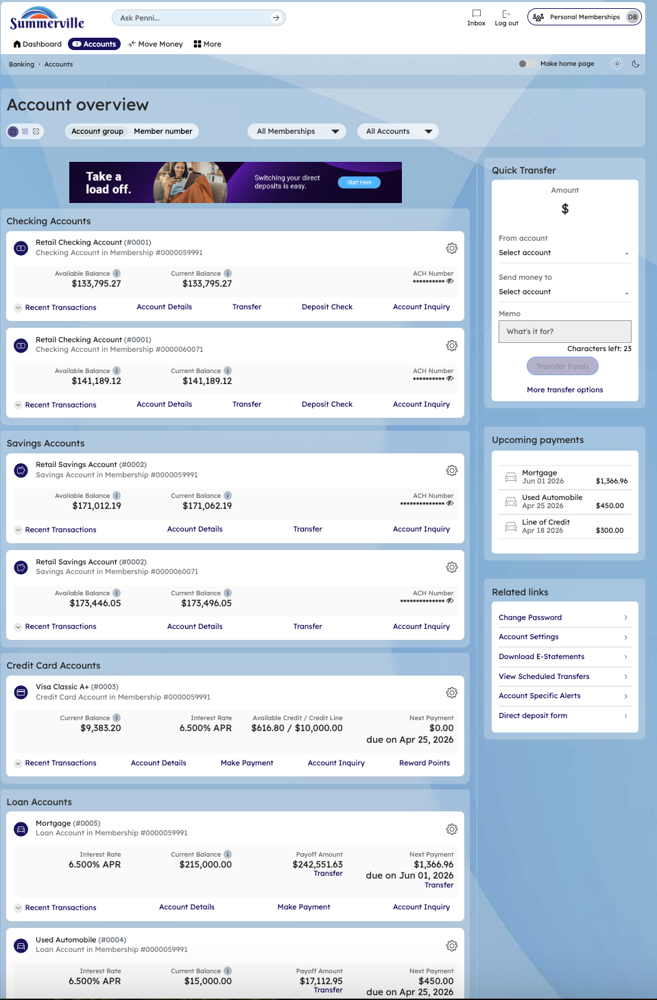 Summerville
Ask Penni...
Inbox
Log out
Personal Memberships
DB
Dashboard
Accounts
Move Money
More
Banking › Accounts
Make home page
Account overview
Account group
Member number
All Memberships
All Accounts
Take a
load off.
Switching your direct
deposits is easy.
Start Here
Checking Accounts
Retail Checking Account (#0001)
Checking Account in Membership #0000059991
Available Balance
$133,795.27
Current Balance
$133,795.27
ACH Number
**********
Recent Transactions
Account Details
Transfer
Deposit Check
Account Inquiry
Retail Checking Account (#0001)
Checking Account in Membership #0000060071
Available Balance
$141,189.12
Current Balance
$141,189.12
ACH Number
**********
Recent Transactions
Account Details
Transfer
Deposit Check
Account Inquiry
Savings Accounts
Retail Savings Account (#0002)
Savings Account in Membership #0000059991
Available Balance
$171,012.19
Current Balance
$171,062.19
ACH Number
**************
Recent Transactions
Account Details
Transfer
Account Inquiry
Retail Savings Account (#0002)
Savings Account in Membership #0000060071
Available Balance
$173,446.05
Current Balance
$173,496.05
ACH Number
**************
Recent Transactions
Account Details
Transfer
Account Inquiry
Credit Card Accounts
Visa Classic A+ (#0003)
Credit Card Account in Membership #0000059991
Current Balance
$9,383.20
Interest Rate
6.500% APR
Available Credit / Credit Line
$616.80 / $10,000.00
Next Payment
$0.00
due on Apr 25, 2026
Recent Transactions
Account Details
Make Payment
Account Inquiry
Reward Points
Loan Accounts
Mortgage (#0005)
Loan Account in Membership #0000059991
Interest Rate
6.500% APR
Current Balance
$215,000.00
Payoff Amount
$242,551.63
Transfer
Next Payment
$1,366.96
due on Jun 01, 2026
Transfer
Recent Transactions
Account Details
Make Payment
Account Inquiry
Used Automobile (#0004)
Loan Account in Membership #0000059991
Interest Rate
6.500% APR
Current Balance
$15,000.00
Payoff Amount
$17,112.95
Transfer
Next Payment
$450.00
due on Apr 25, 2026
Quick Transfer
Amount
$
From account
Select account
Send money to
Select account
Memo
What's it for?
Characters left: 23
Transfer Funds
More transfer options
Upcoming payments
Mortgage
Jun 01 2026
$1,366.96
Used Automobile
Apr 25 2026
$450.00
Line of Credit
Apr 18 2026
$300.00
Related links
Change Password
Account Settings
Download E-Statements
View Scheduled Transfers
Account Specific Alerts
Direct deposit form